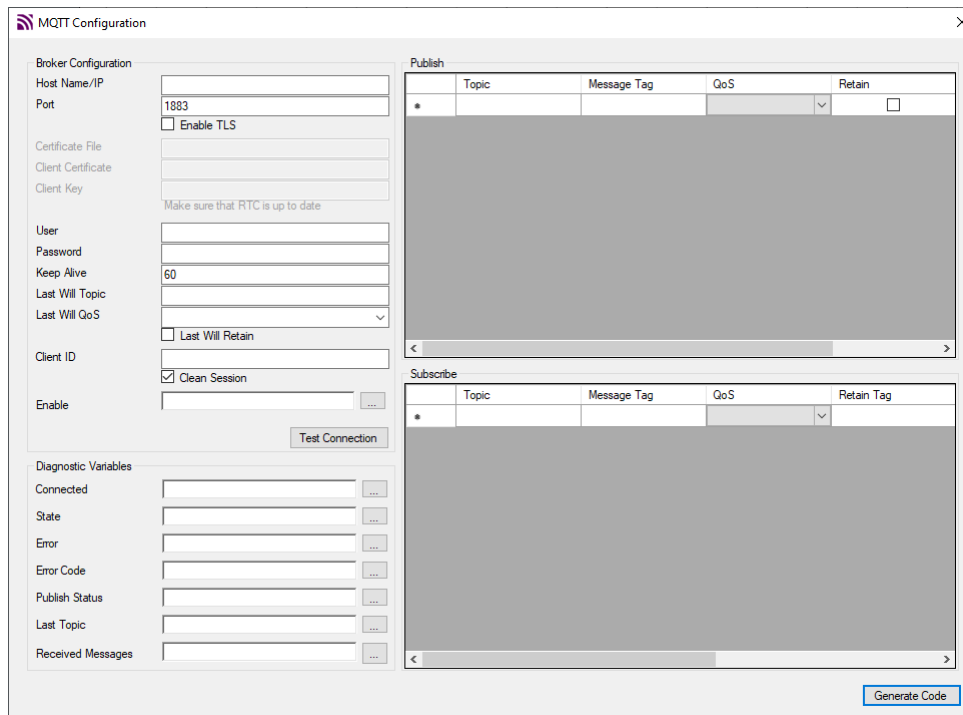 MQTT Configuration
Broker Configuration
Host Name/IP
Port
1883
Enable TLS
Certificate File
Client Certificate
Client Key
Make sure that RTC is up to date
User
Password
Keep Alive
60
Last Will Topic
Last Will QoS
Last Will Retain
Client ID
Clean Session
Enable
...
Test Connection
Diagnostic Variables
Connected
...
State
...
Error
...
Error Code
...
Publish Status
...
Last Topic
...
Received Messages
...
Publish
Topic Message Tag QoS Retain
Subscribe
Topic Message Tag QoS Retain Tag
Generate Code